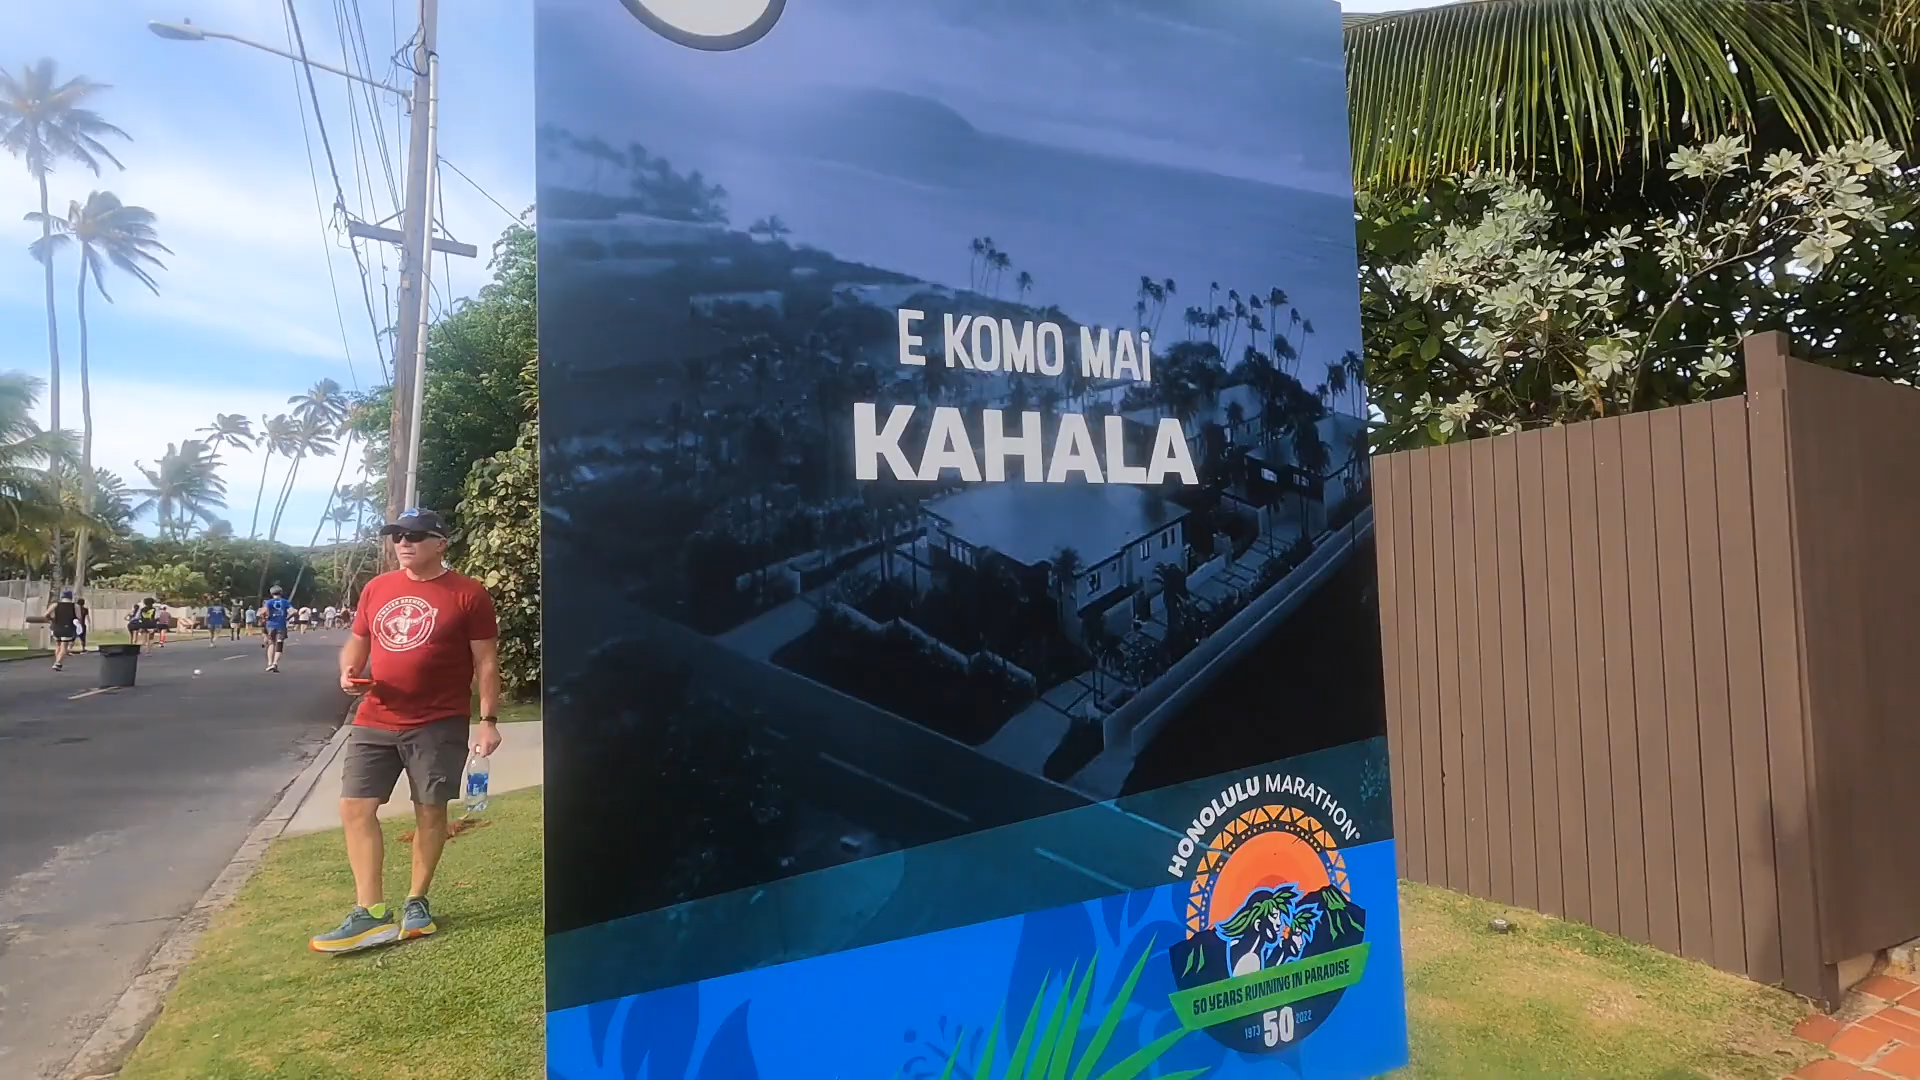 E KOMO MAi
KAHALA
HONOLULU MARATHON®
50 YEARS RUNNING IN PARADISE
1973 50 2022